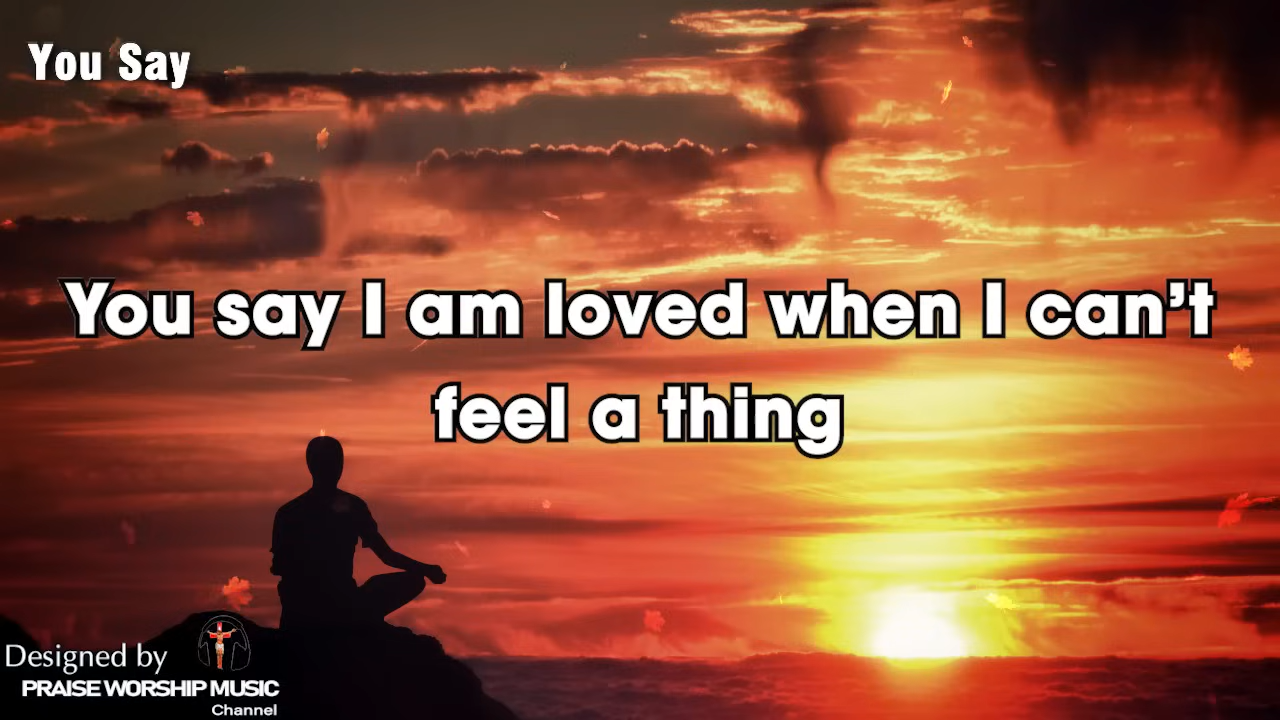 You Say
You say I am loved when I can't
feel a thing
Designed by
PRAISE WORSHIP MUSIC
Channel